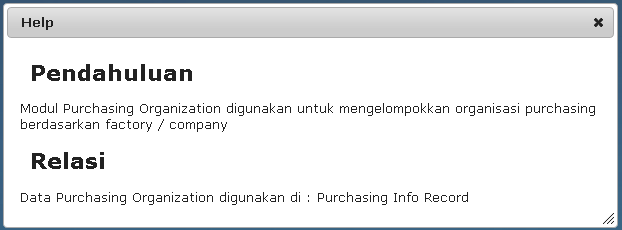 Help
Pendahuluan
Modul Purchasing Organization digunakan untuk mengelompokkan organisasi purchasing
berdasarkan factory / company
Relasi
Data Purchasing Organization digunakan di : Purchasing Info Record